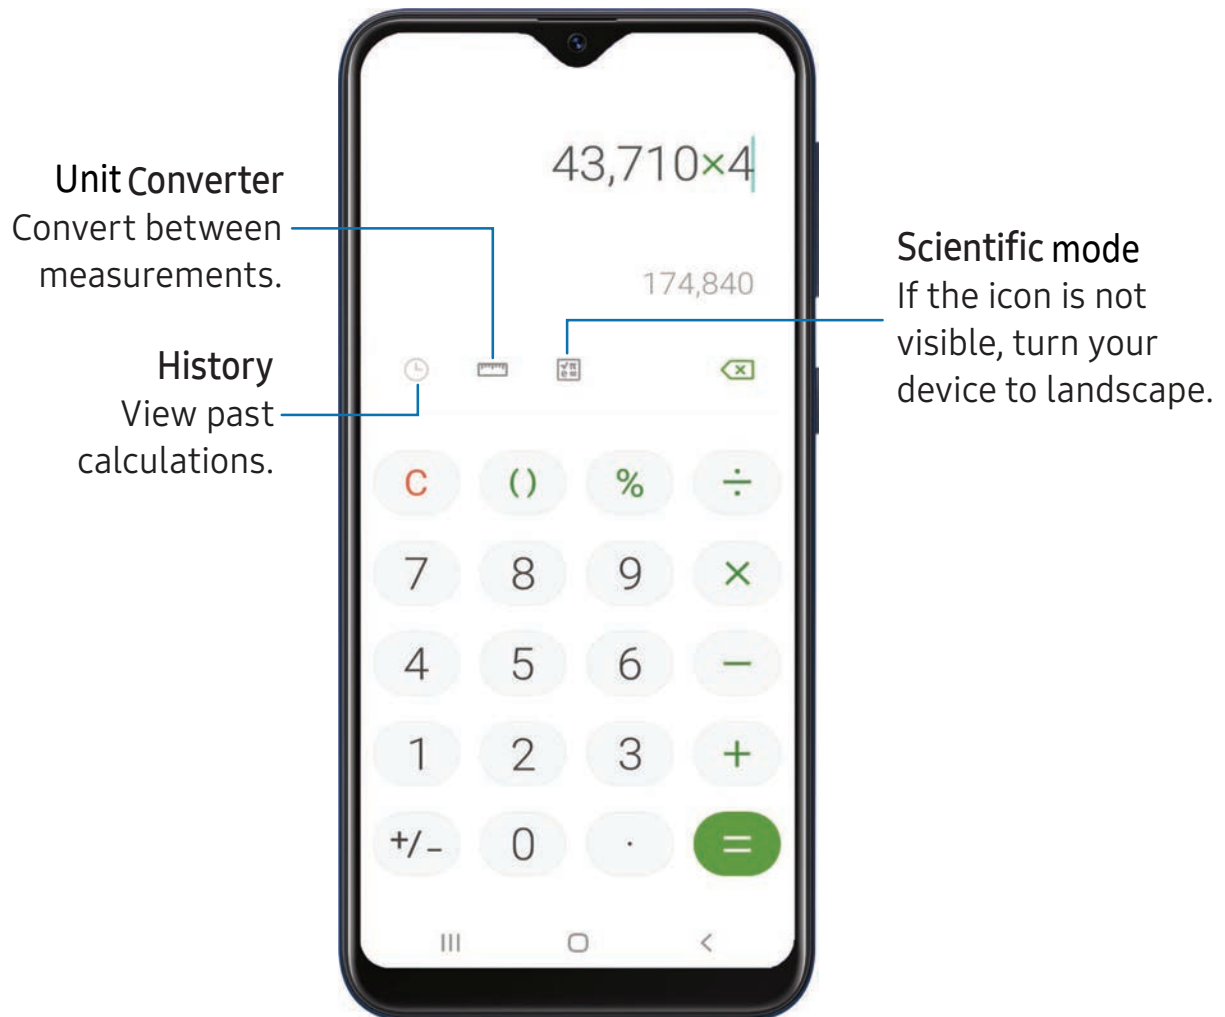 43,710×4
174,840
Unit Converter
Convert between
measurements.
History
View past
calculations.
Scientific mode
If the icon is not
visible, turn your
device to landscape.
C () % ÷
7 8 9 ×
4 5 6 −
1 2 3 +
+/- 0 . =